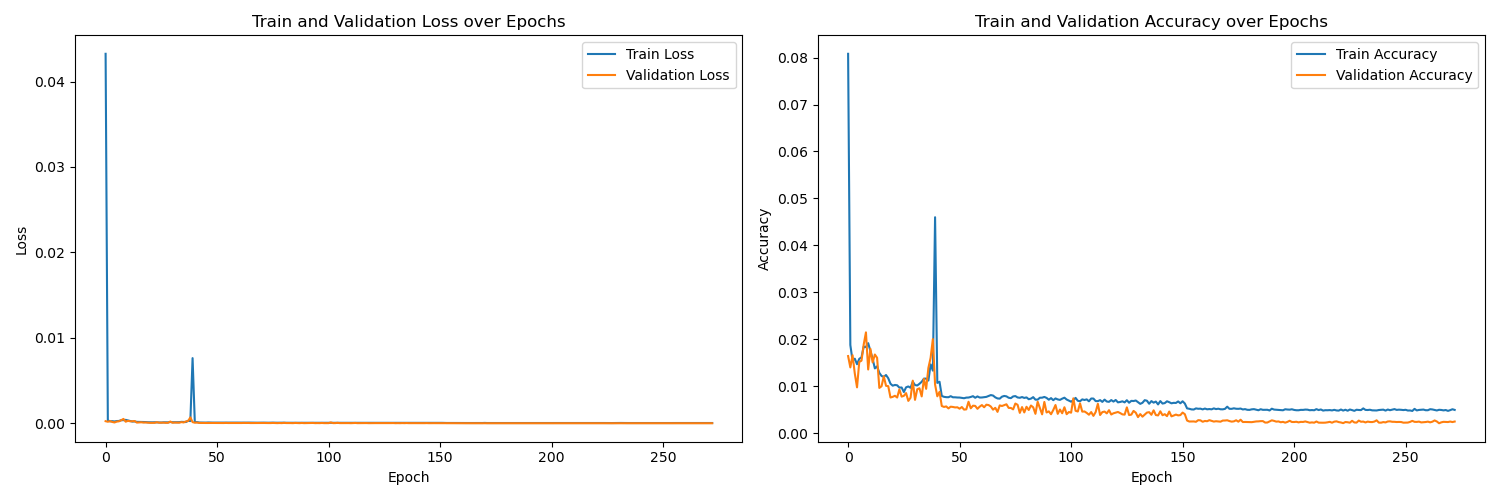 Train and Validation Loss over Epochs
Train Loss
Validation Loss
Loss
0.04
0.03
0.02
0.01
0.00
0
50
100
150
200
250
Epoch
Train and Validation Accuracy over Epochs
Train Accuracy
Validation Accuracy
Accuracy
0.08
0.07
0.06
0.05
0.04
0.03
0.02
0.01
0.00
0
50
100
150
200
250
Epoch